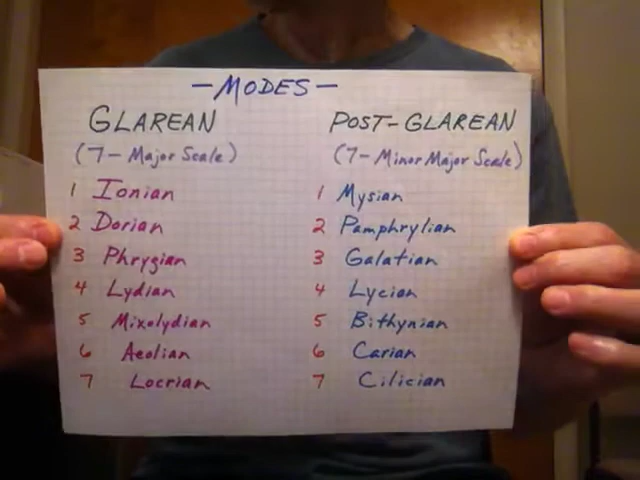 - MODES -
GLAREAN
(7- Major Scale)
1 Ionian
2 Dorian
3 Phrygian
4 Lydian
5 Mixolydian
6 Aeolian
7 Locrian
POST-GLAREAN
(7- Minor Major Scale)
1 Mysian
2 Pamphrylian
3 Galatian
4 Lycian
5 Bithynian
6 Carian
7 Cilician